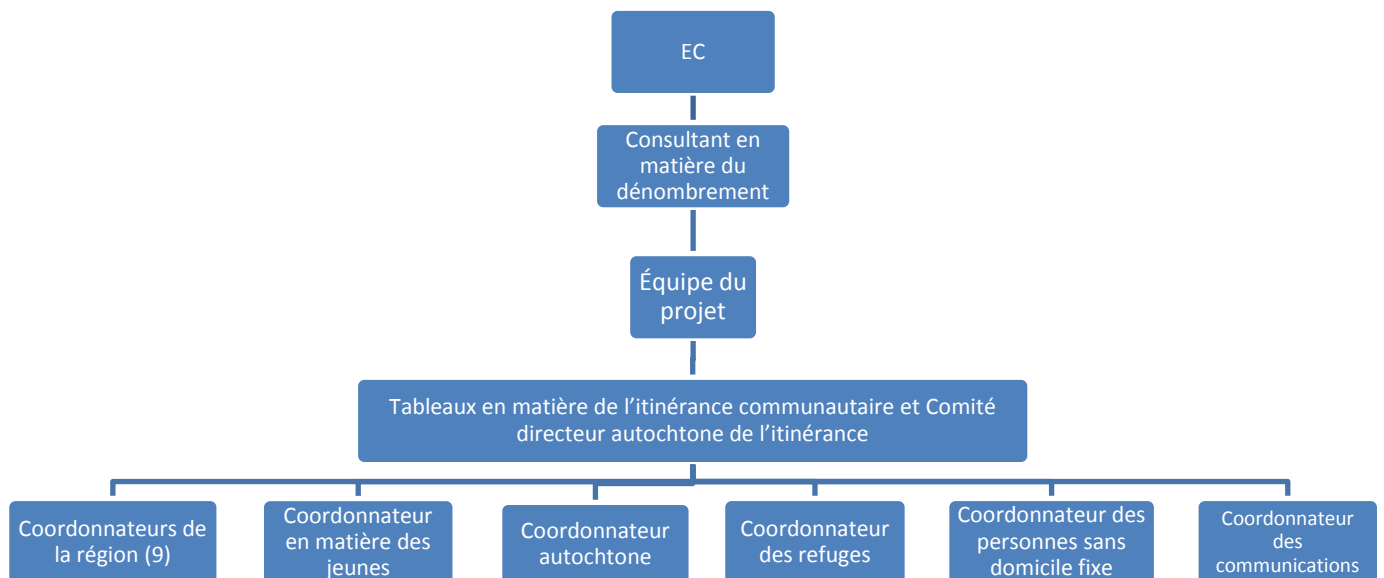 EC
Consultant en
matière du
dénombrement
Équipe du
projet
Tableaux en matière de l’itinérance communautaire et Comité
directeur autochtone de l’itinérance
Coordonnateurs de
la région (9)
Coordonnateur
en matière des
jeunes
Coordonnateur
autochtone
Coordonnateur
des refuges
Coordonnateur des
personnes sans
domicile fixe
Coordonnateur
des
communications